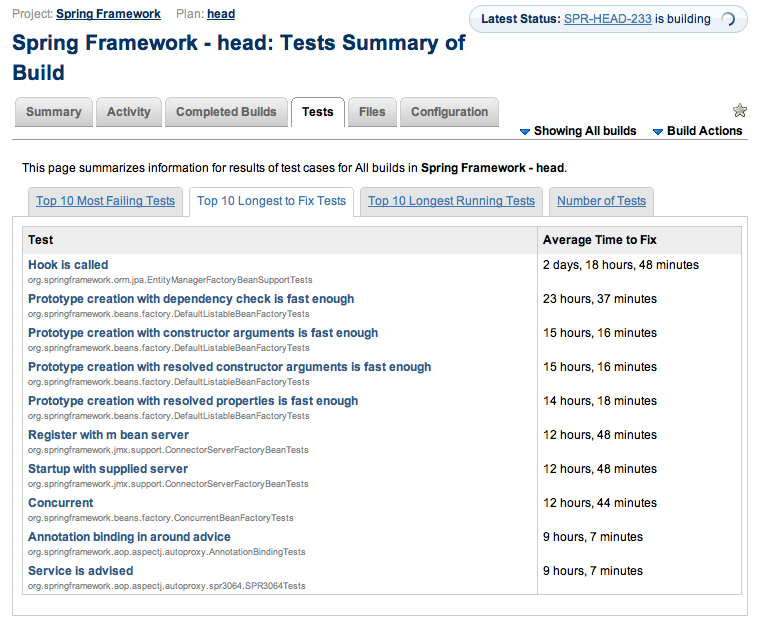 Project: Spring Framework Plan: head
Latest Status: SPR-HEAD-233 is building
Spring Framework - head: Tests Summary of
Build
Summary Activity Completed Builds Tests Files Configuration
Showing All builds Build Actions
This page summarizes information for results of test cases for All builds in Spring Framework - head.
Top 10 Most Failing Tests Top 10 Longest to Fix Tests Top 10 Longest Running Tests Number of Tests
Test Average Time to Fix
Hook is called 2 days, 18 hours, 48 minutes
org.springframework.orm.jpa.EntityManagerFactoryBeanSupportTests
Prototype creation with dependency check is fast enough 23 hours, 37 minutes
org.springframework.beans.factory.DefaultListableBeanFactoryTests
Prototype creation with constructor arguments is fast enough 15 hours, 16 minutes
org.springframework.beans.factory.DefaultListableBeanFactoryTests
Prototype creation with resolved constructor arguments is fast enough 15 hours, 16 minutes
org.springframework.beans.factory.DefaultListableBeanFactoryTests
Prototype creation with resolved properties is fast enough 14 hours, 18 minutes
org.springframework.beans.factory.DefaultListableBeanFactoryTests
Register with m bean server 12 hours, 48 minutes
org.springframework.jmx.support.ConnectorServerFactoryBeanTests
Startup with supplied server 12 hours, 48 minutes
org.springframework.jmx.support.ConnectorServerFactoryBeanTests
Concurrent 12 hours, 44 minutes
org.springframework.beans.factory.ConcurrentBeanFactoryTests
Annotation binding in around advice 9 hours, 7 minutes
org.springframework.aop.aspectj.autoproxy.AnnotationBindingTests
Service is advised 9 hours, 7 minutes
org.springframework.aop.aspectj.autoproxy.spr3064.SPR3064Tests